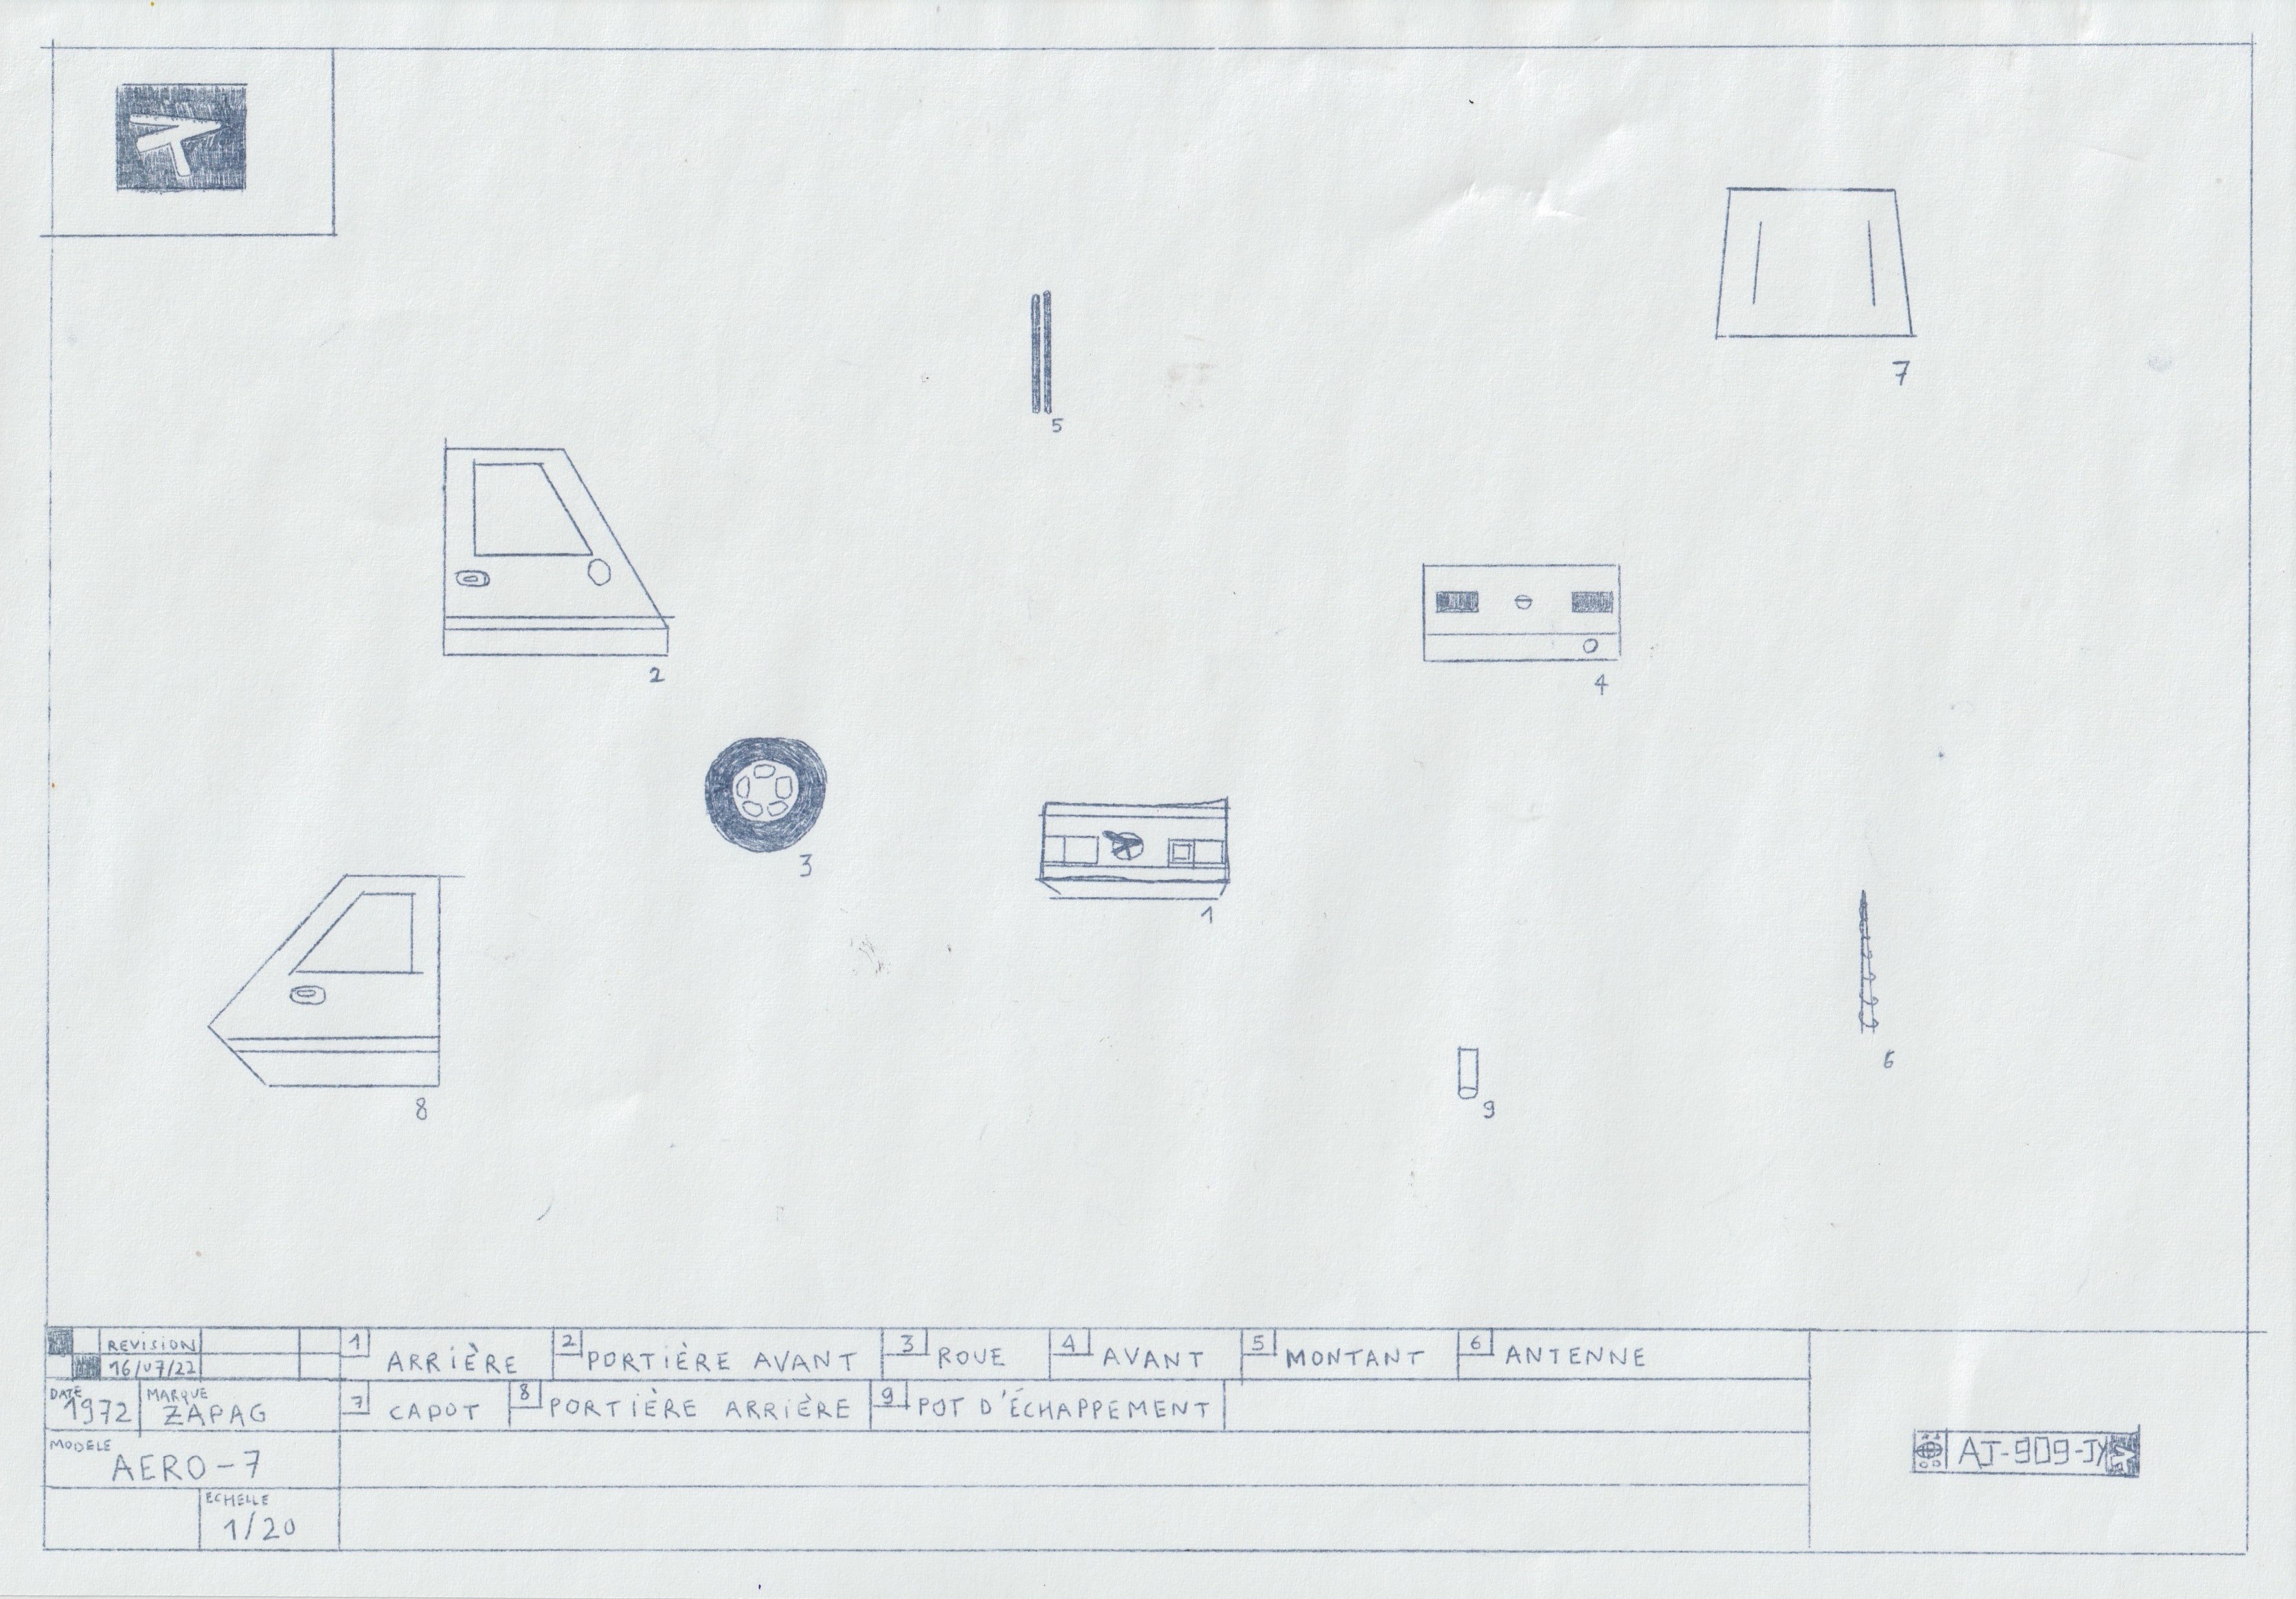 7
5
2
4
3
1
8
9
6
REVISION
16/07/22
1 ARRIÈRE
2 PORTIÈRE AVANT
3 ROUE
4 AVANT
5 MONTANT
6 ANTENNE
DATE
1972
MARQUE
ZAPAG
7 CAPOT
8 PORTIÈRE ARRIÈRE
9 POT D'ÉCHAPPEMENT
MODELE
AERO-7
ECHELLE
1/20
AJ-909-JY